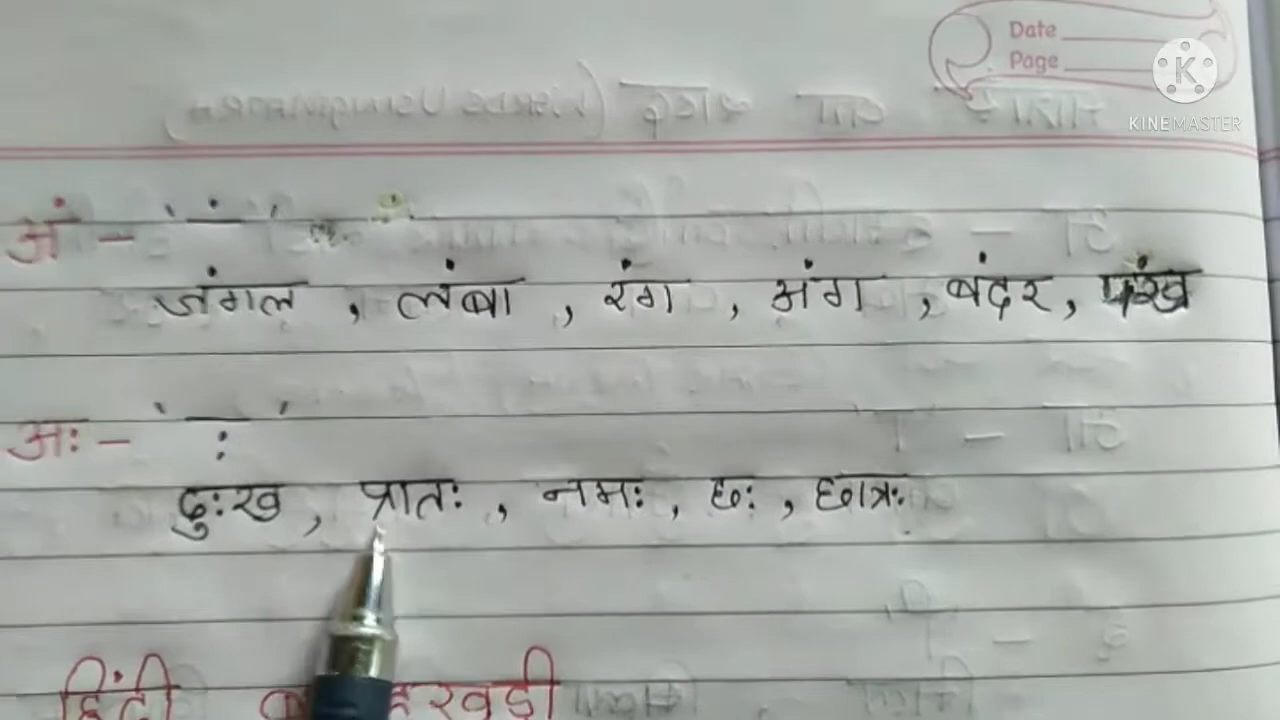 Date
Page
KINEMASTER
अं - ' ं '
जंगल , लंबा , रंग , अंग , बंदर, पंख
अः - ' ः '
दुःख , प्रातः , नमः , छः , छात्रः
हिंदी